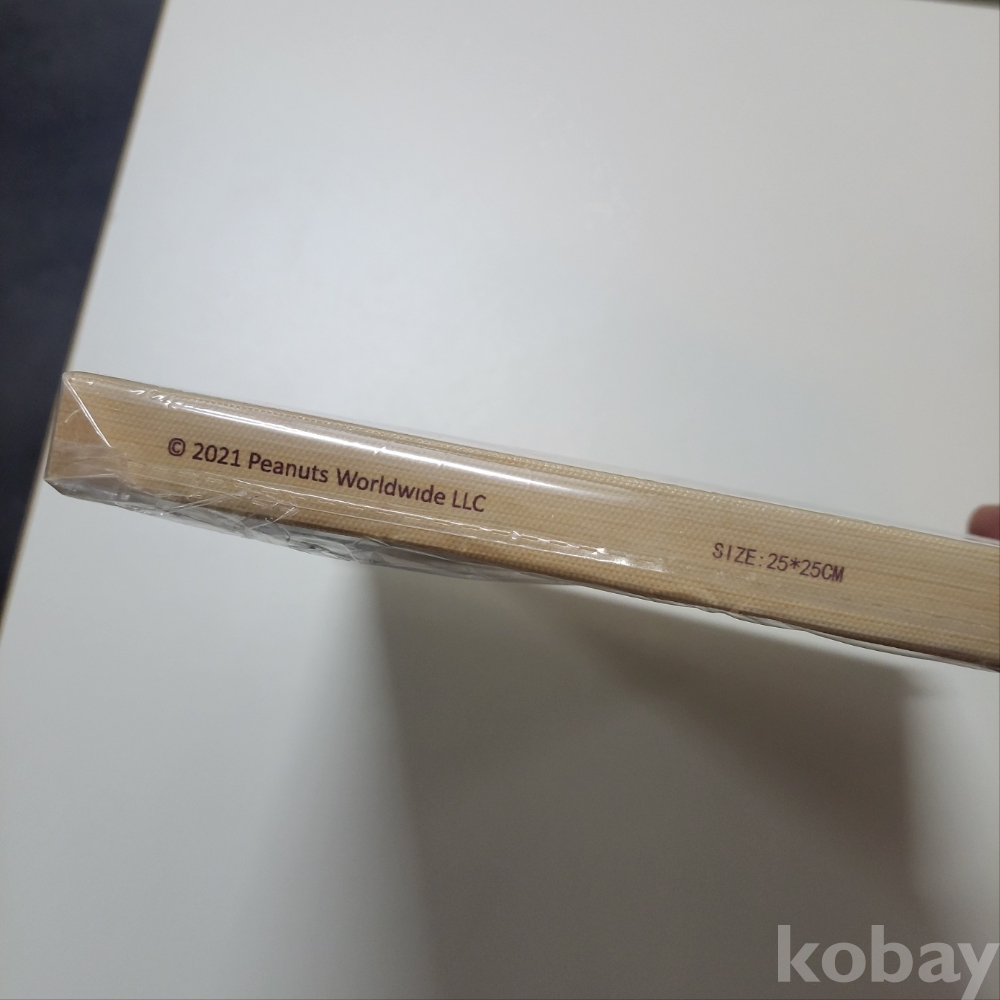 © 2021 Peanuts Worldwide LLC
SIZE:25*25CM
kobay